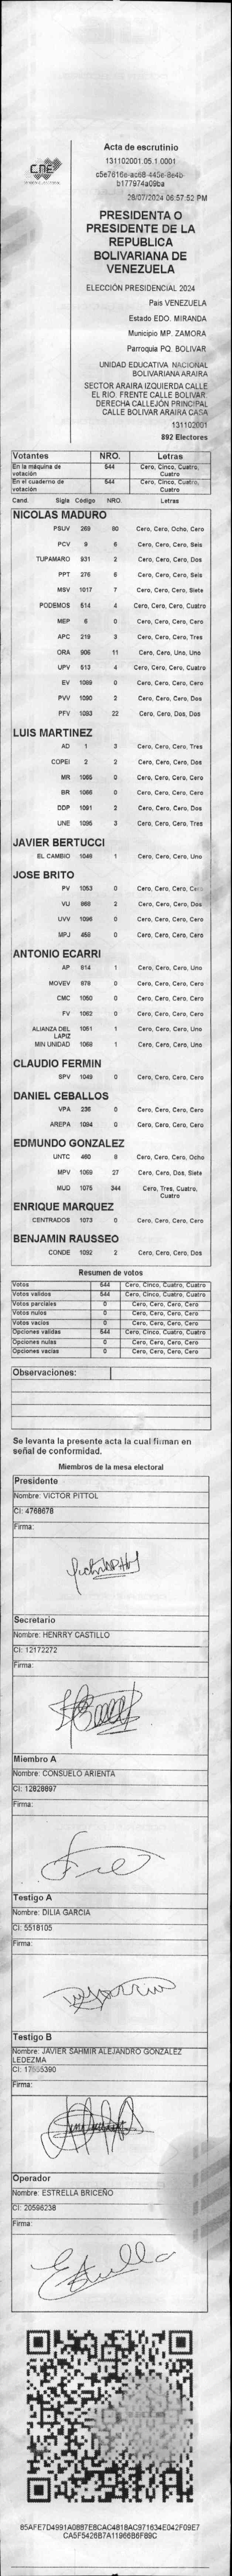 CNE
Acta de escrutinio
131102001.05.1.0001
28/07/2024 06:57:52 PM
PRESIDENTA O
PRESIDENTE DE LA
REPUBLICA
BOLIVARIANA DE
VENEZUELA
ELECCIÓN PRESIDENCIAL 2024
Pais VENEZUELA
Estado EDO. MIRANDA
Municipio MP. ZAMORA
Parroquia PQ. BOLIVAR
UNIDAD EDUCATIVA NACIONAL
BOLIVARIANA ARAIRA
SECTOR ARAIRA IZQUIERDA CALLE
EL RIO. FRENTE CALLE BOLIVAR.
DERECHA CALLEJÓN PRINCIPAL
CALLE BOLIVAR ARAIRA CASA
131102001
892 Electores
Votantes NRO. Letras
En la máquina de votación 544 Cero, Cinco, Cuatro, Cuatro
En el cuaderno de votación 544 Cero, Cinco, Cuatro, Cuatro
Cand. Sigla Código NRO. Letras
NICOLAS MADURO
PSUV 269 80 Cero, Cero, Ocho, Cero
PCV 9 6 Cero, Cero, Cero, Seis
TUPAMARO 931 2 Cero, Cero, Cero, Dos
PPT 276 6 Cero, Cero, Cero, Seis
MSV 1017 7 Cero, Cero, Cero, Siete
PODEMOS 514 4 Cero, Cero, Cero, Cuatro
MEP 6 0 Cero, Cero, Cero, Cero
APC 219 3 Cero, Cero, Cero, Tres
ORA 906 11 Cero, Cero, Uno, Uno
UPV 513 4 Cero, Cero, Cero, Cuatro
EV 1089 0 Cero, Cero, Cero, Cero
PVV 1090 2 Cero, Cero, Cero, Dos
PFV 1093 22 Cero, Cero, Dos, Dos
LUIS MARTINEZ
AD 1 3 Cero, Cero, Cero, Tres
COPEI 2 2 Cero, Cero, Cero, Dos
MR 1065 0 Cero, Cero, Cero, Cero
BR 1066 0 Cero, Cero, Cero, Cero
DDP 1091 2 Cero, Cero, Cero, Dos
UNE 1095 3 Cero, Cero, Cero, Tres
JAVIER BERTUCCI
EL CAMBIO 1048 1 Cero, Cero, Cero, Uno
JOSE BRITO
PV 1053 0 Cero, Cero, Cero, Cero
VU 868 2 Cero, Cero, Cero, Dos
UVV 1096 0 Cero, Cero, Cero, Cero
MPJ 458 0 Cero, Cero, Cero, Cero
ANTONIO ECARRI
AP 814 1 Cero, Cero, Cero, Uno
MOVEV 878 0 Cero, Cero, Cero, Cero
CMC 1050 0 Cero, Cero, Cero, Cero
FV 1062 0 Cero, Cero, Cero, Cero
ALIANZA DEL LAPIZ 1051 1 Cero, Cero, Cero, Uno
MIN UNIDAD 1068 1 Cero, Cero, Cero, Uno
CLAUDIO FERMIN
SPV 1049 0 Cero, Cero, Cero, Cero
DANIEL CEBALLOS
VPA 236 0 Cero, Cero, Cero, Cero
AREPA 1094 0 Cero, Cero, Cero, Cero
EDMUNDO GONZALEZ
UNTC 460 8 Cero, Cero, Cero, Ocho
MPV 1069 27 Cero, Cero, Dos, Siete
MUD 1075 344 Cero, Tres, Cuatro, Cuatro
ENRIQUE MARQUEZ
CENTRADOS 1073 0 Cero, Cero, Cero, Cero
BENJAMIN RAUSSEO
CONDE 1092 2 Cero, Cero, Cero, Dos
Resumen de votos
Votos 544 Cero, Cinco, Cuatro, Cuatro
Votos validos 544 Cero, Cinco, Cuatro, Cuatro
Votos parciales 0 Cero, Cero, Cero, Cero
Votos nulos 0 Cero, Cero, Cero, Cero
Votos vacios 0 Cero, Cero, Cero, Cero
Opciones validas 544 Cero, Cinco, Cuatro, Cuatro
Opciones nulas 0 Cero, Cero, Cero, Cero
Opciones vacias 0 Cero, Cero, Cero, Cero
Observaciones:
Se levanta la presente acta la cual firman en
señal de conformidad.
Miembros de la mesa electoral
Presidente
Nombre: VICTOR PITTOL
CI: 4768678
Firma:
Secretario
Nombre: HENRRY CASTILLO
CI: 12172272
Firma:
Miembro A
Nombre: CONSUELO ARIENTA
CI: 12828897
Firma:
Testigo A
Nombre: DILIA GARCIA
CI: 5518105
Firma:
Testigo B
Nombre: JAVIER SAHMIR ALEJANDRO GONZALEZ
LEDEZMA
CI: 17555390
Firma:
Operador
Nombre: ESTRELLA BRICEÑO
CI: 20598238
Firma:
85AFE7D4991A0887E8CAC4818AC971634E042F09E7
CA5F5426B7A11966B6F89C